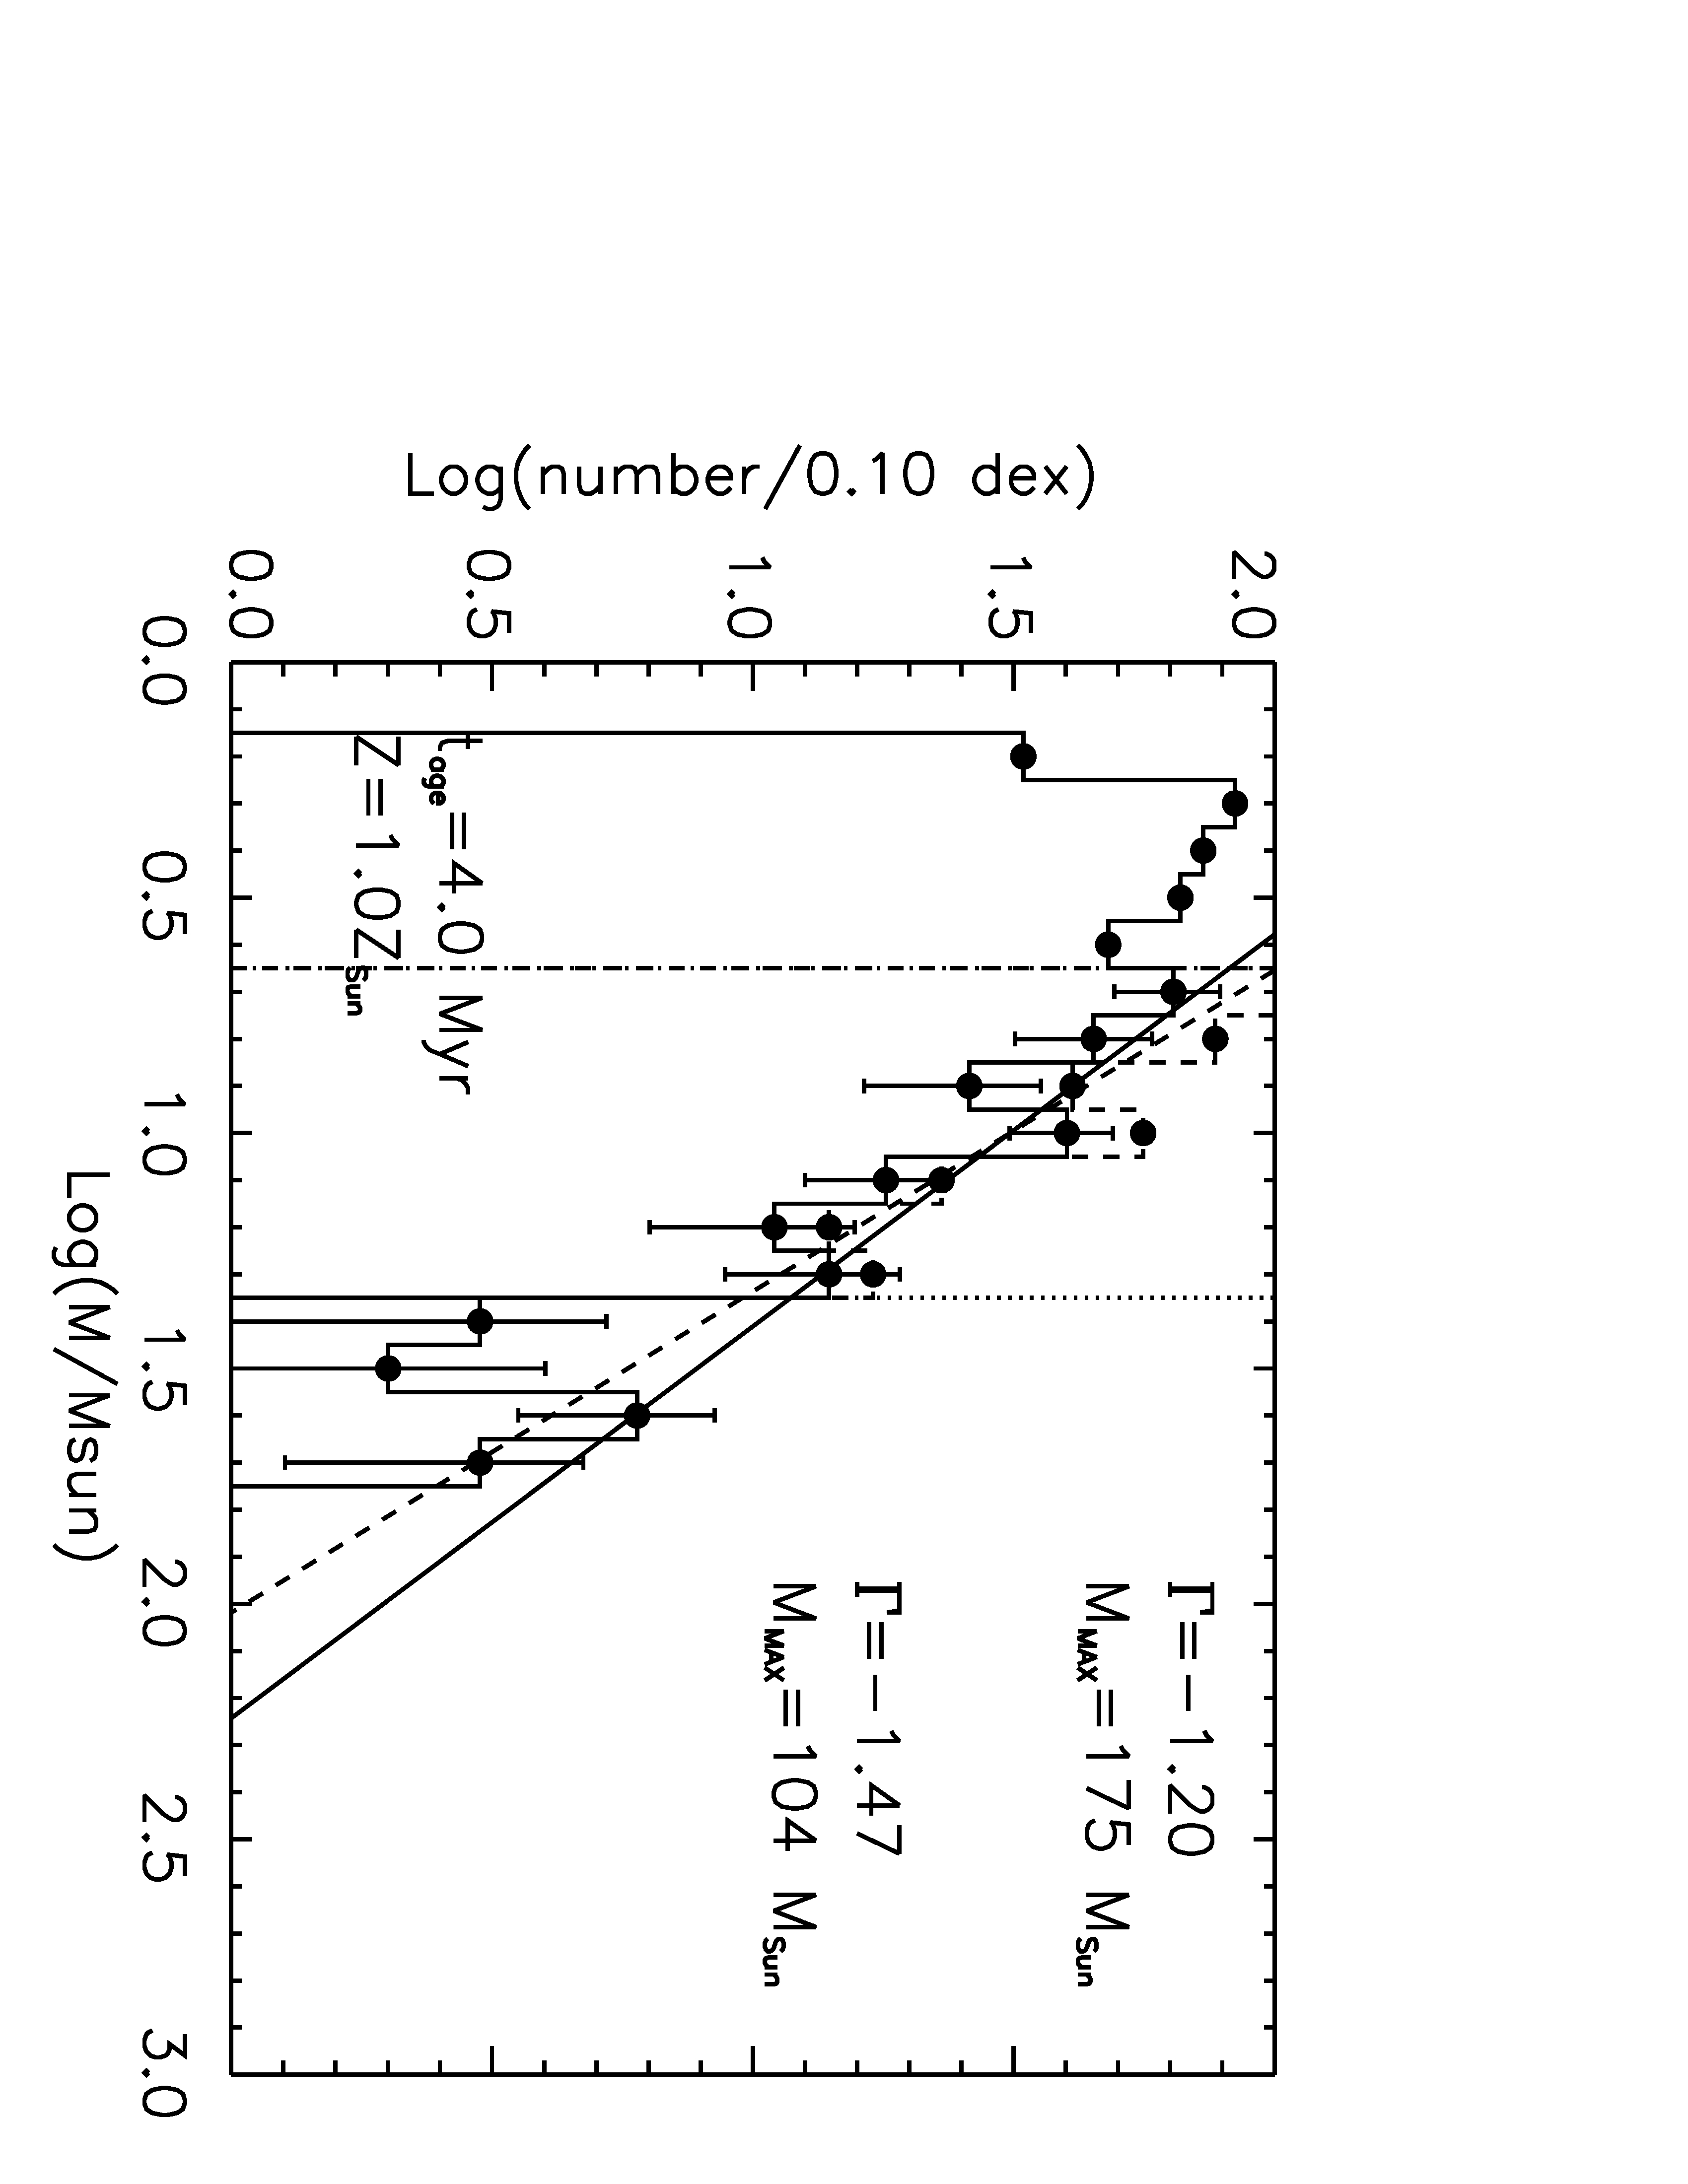 Γ=-1.20
M_MAX=175 M_Sun
Γ=-1.47
M_MAX=104 M_Sun
t_age=4.0 Myr
Z=1.0Z_Sun
Log(number/0.10 dex)
2.0
1.5
1.0
0.5
0.0
0.0
0.5
1.0
1.5
2.0
2.5
3.0
Log(M/Msun)